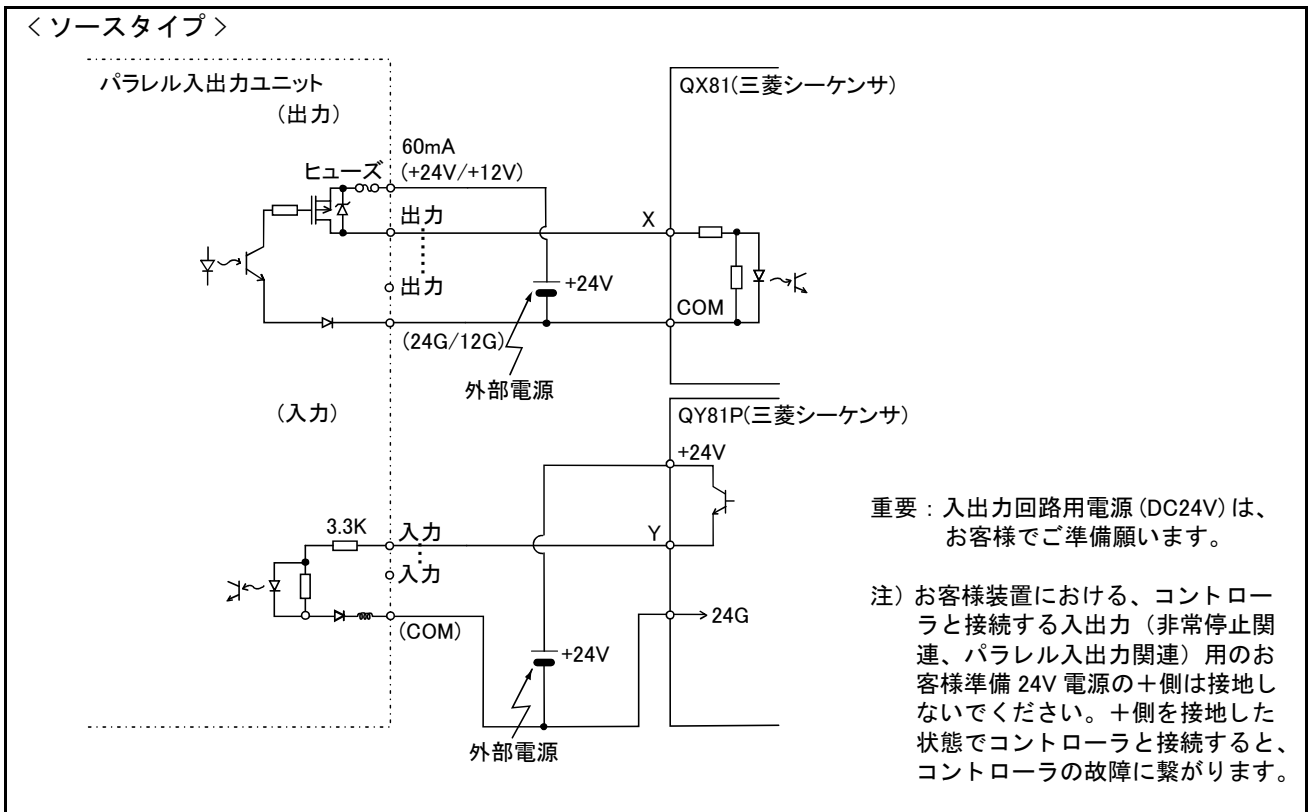 ＜ソースタイプ＞
パラレル入出力ユニット
（出力）
QX81(三菱シーケンサ)
60mA
(+24V/+12V)
ヒューズ
出力
X
出力
+24V
COM
(24G/12G)
外部電源
（入力）
QY81P(三菱シーケンサ)
+24V
3.3K
入力
Y
入力
(COM)
24G
+24V
外部電源
重要：入出力回路用電源(DC24V)は、
お客様でご準備願います。
注）お客様装置における、コントロー
ラと接続する入出力（非常停止関
連、パラレル入出力関連）用のお
客様準備 24V 電源の＋側は接地し
ないでください。＋側を接地した
状態でコントローラと接続すると、
コントローラの故障に繋がります。